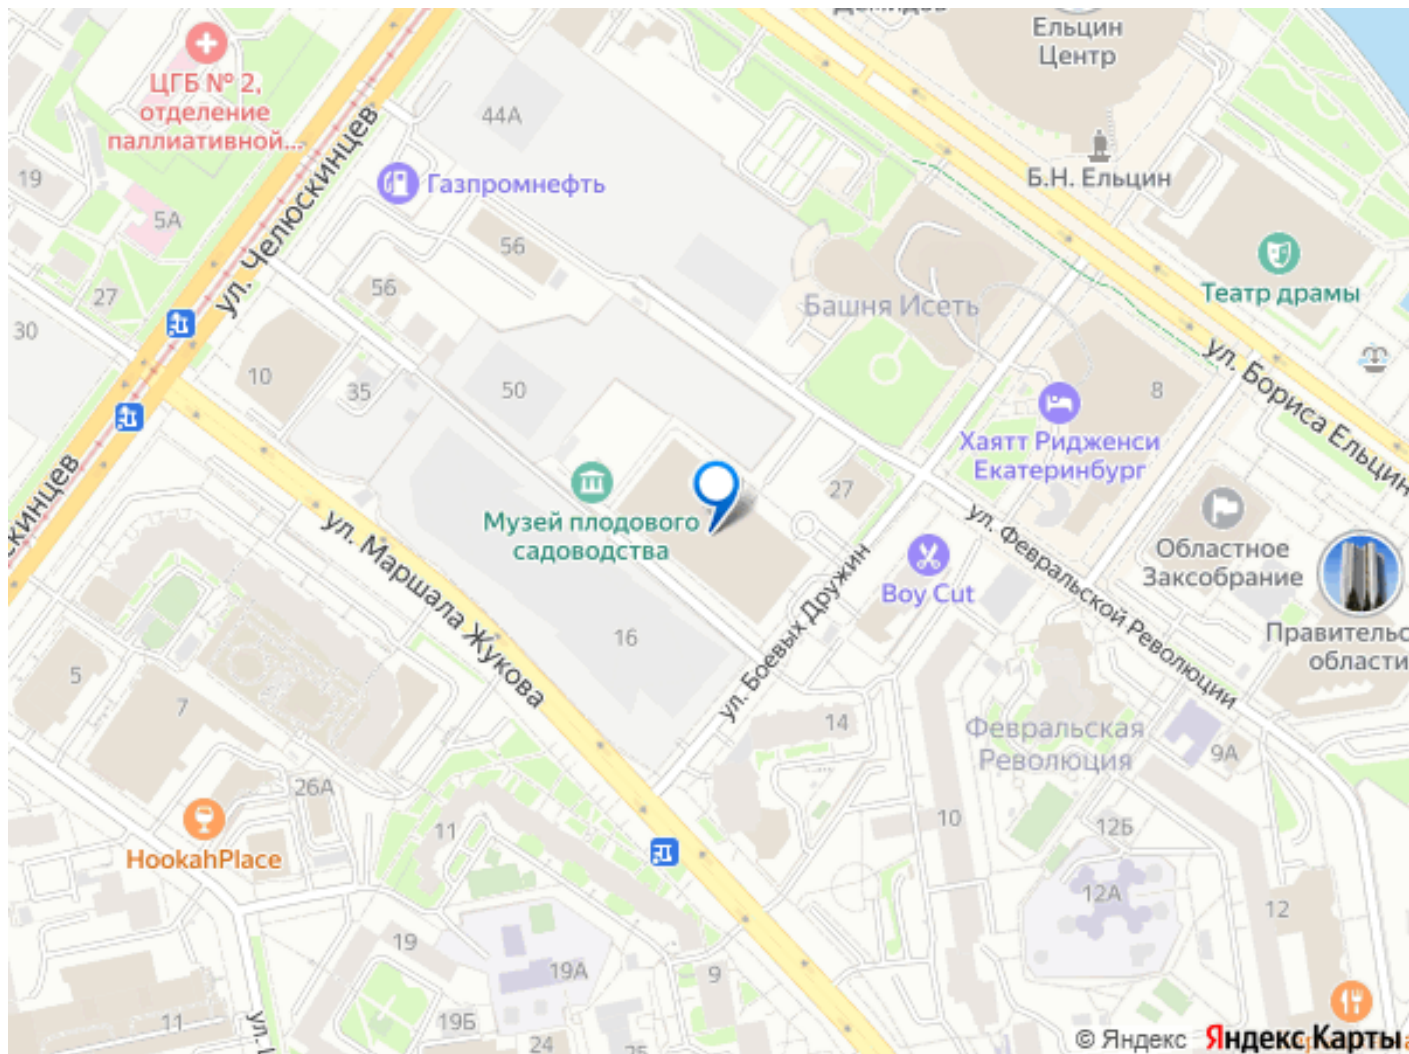 Демидов
Ельцин
Центр
ЦГБ № 2,
отделение
паллиативной...
44А
19
5А
ул. Челюскинцев
Газпромнефть
Б.Н. Ельцин
56
27
56
Театр драмы
Башня Исеть
30
10
35
50
8
ул. Бориса Ельцина
Хаятт Ридженси
Екатеринбург
Музей плодового
садоводства
27
ул. Маршала Жукова
ул. Февральской Революции
Областное
Заксобрание
Boy Cut
ул. Боевых Дружин
16
Правительс
области
5
7
14
Февральская
Революция
9А
26А
HookahPlace
11
10
12Б
12А
12
19
19А
9
11
19Б
24
25
© Яндекс Яндекс Карты